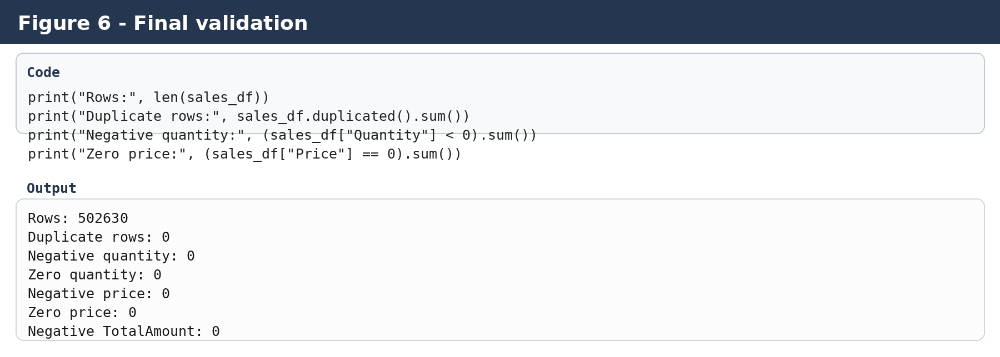 Figure 6 - Final validation
Code
print("Rows:", len(sales_df))
print("Duplicate rows:", sales_df.duplicated().sum())
print("Negative quantity:", (sales_df["Quantity"] < 0).sum())
print("Zero price:", (sales_df["Price"] == 0).sum())
Output
Rows: 502630
Duplicate rows: 0
Negative quantity: 0
Zero quantity: 0
Negative price: 0
Zero price: 0
Negative TotalAmount: 0